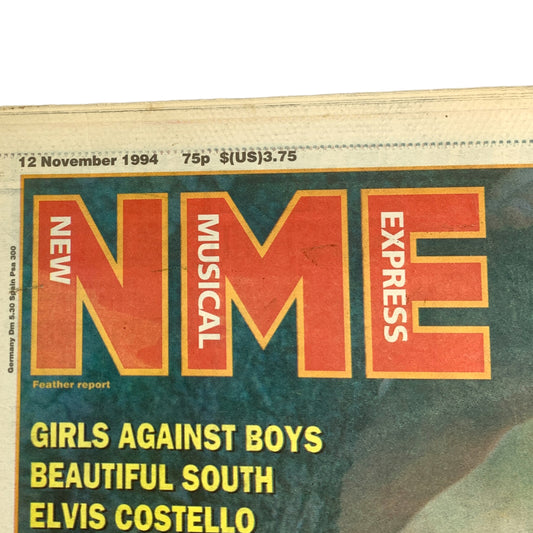 12 November 1994 75p $(US)3.75
Germany Dm 5.30 Spain Psa 300
NME
NEW
MUSICAL
EXPRESS
Feather report
GIRLS AGAINST BOYS
BEAUTIFUL SOUTH
ELVIS COSTELLO